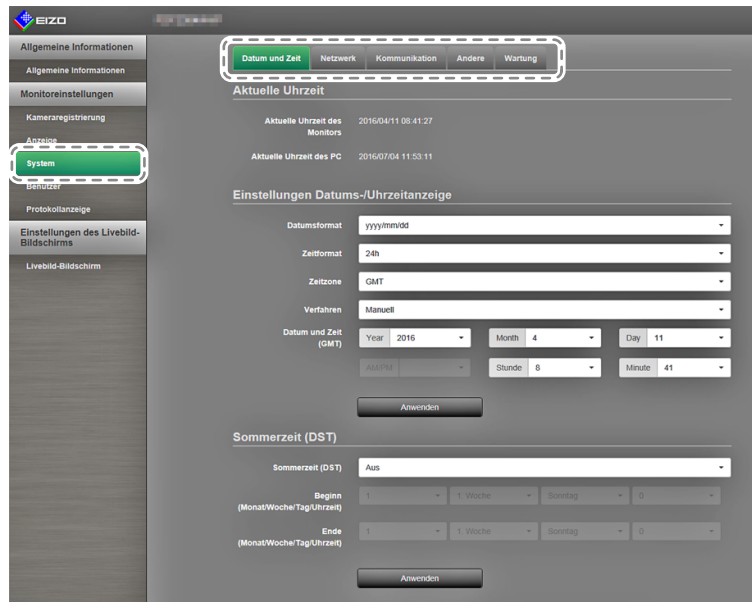 EIZO
Allgemeine Informationen
Allgemeine Informationen
Monitoreinstellungen
Kameraregistrierung
Anzeige
System
Benutzer
Protokollanzeige
Einstellungen des Livebild-
Bildschirms
Livebild-Bildschirm
Datum und Zeit Netzwerk Kommunikation Andere Wartung
Aktuelle Uhrzeit
Aktuelle Uhrzeit des 2016/04/11 08:41:27
Monitors
Aktuelle Uhrzeit des PC 2016/07/04 11:53:11
Einstellungen Datums-/Uhrzeitanzeige
Datumsformat yyyy/mm/dd
Zeitformat 24h
Zeitzone GMT
Verfahren Manuell
Datum und Zeit Year 2016 Month 4 Day 11
(GMT)
AM/PM Stunde 8 Minute 41
Anwenden
Sommerzeit (DST)
Sommerzeit (DST) Aus
Beginn 1 1. Woche Sonntag 0
(Monat/Woche/Tag/Uhrzeit)
Ende 1 1. Woche Sonntag 0
(Monat/Woche/Tag/Uhrzeit)
Anwenden